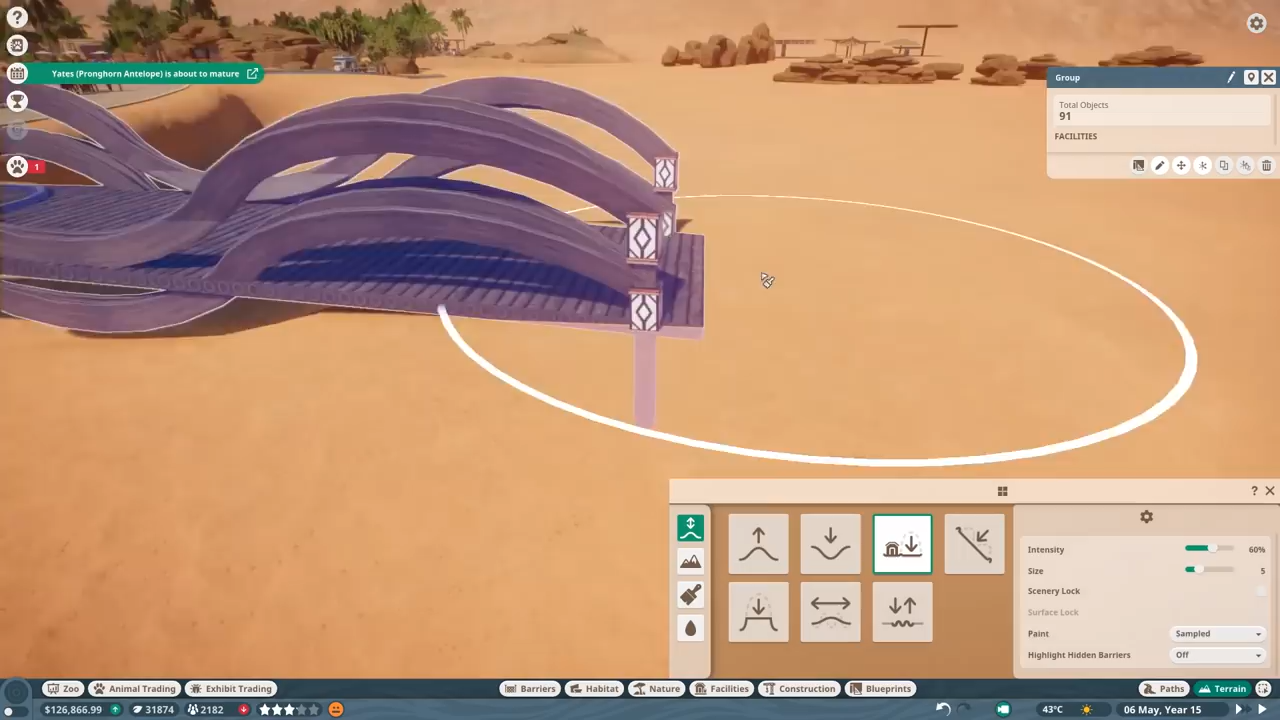 ?
Yates (Pronghorn Antelope) is about to mature
1
Group
Total Objects
91
FACILITIES
?
Intensity 60%
Size 5
Scenery Lock
Surface Lock
Paint Sampled
Highlight Hidden Barriers Off
Zoo Animal Trading Exhibit Trading Barriers Habitat Nature Facilities Construction Blueprints Paths Terrain
$126,866.99 31874 2182 43°C 06 May, Year 15